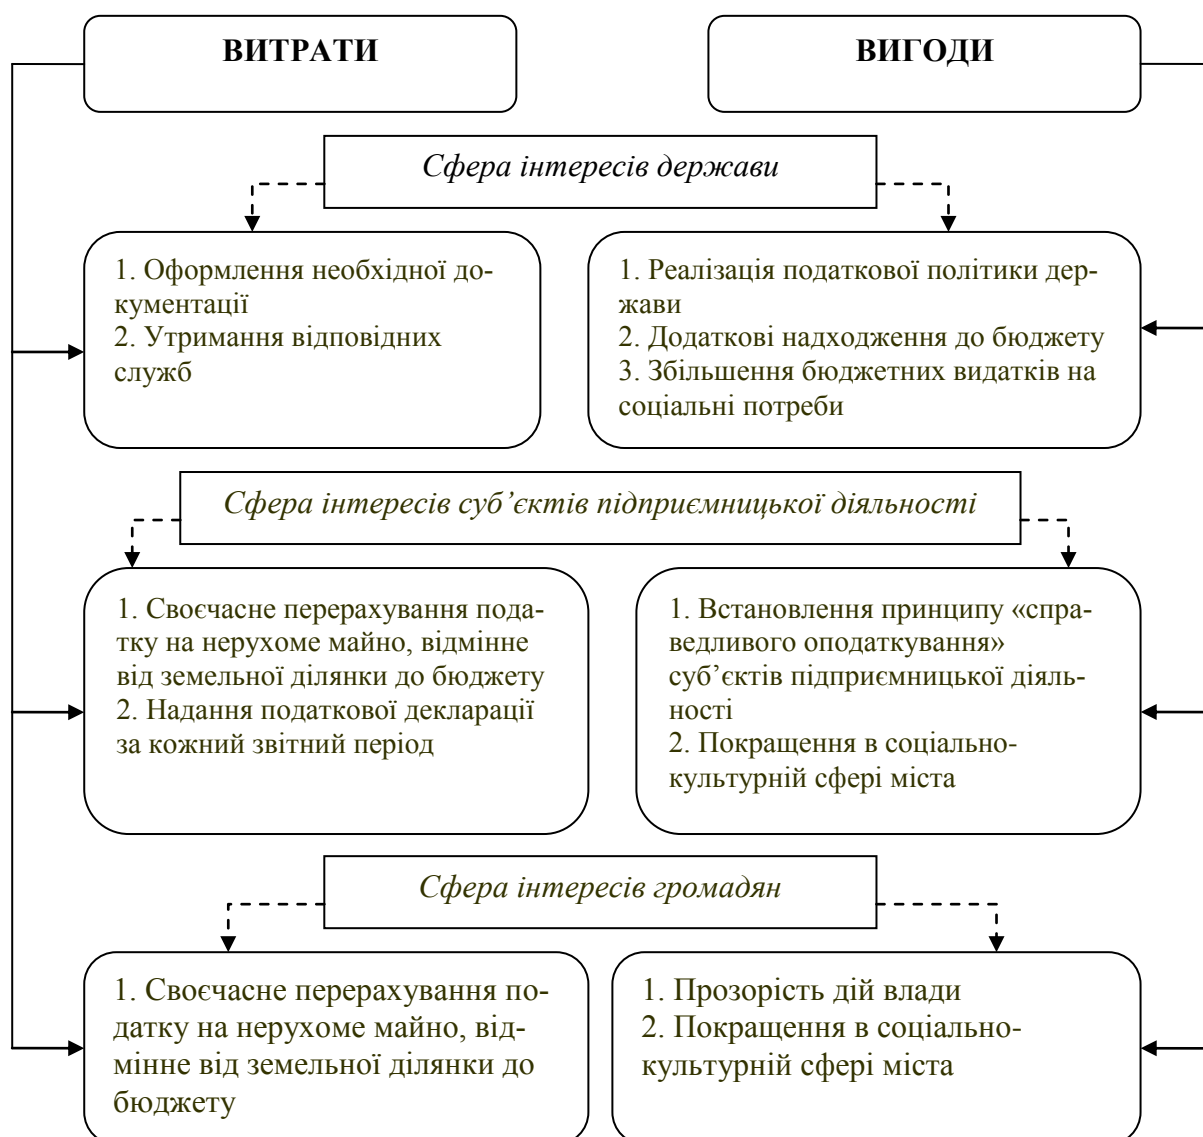 ВИТРАТИ
ВИГОДИ
Сфера інтересів держави
1. Оформлення необхідної до-
кументації
2. Утримання відповідних
служб
1. Реалізація податкової політики дер-
жави
2. Додаткові надходження до бюджету
3. Збільшення бюджетних видатків на
соціальні потреби
Сфера інтересів суб’єктів підприємницької діяльності
1. Своєчасне перерахування пода-
тку на нерухоме майно, відмінне
від земельної ділянки до бюджету
2. Надання податкової декларації
за кожний звітний період
1. Встановлення принципу «спра-
ведливого оподаткування»
суб’єктів підприємницької діяль-
ності
2. Покращення в соціально-
культурній сфері міста
Сфера інтересів громадян
1. Своєчасне перерахування по-
датку на нерухоме майно, від-
мінне від земельної ділянки до
бюджету
1. Прозорість дій влади
2. Покращення в соціально-
культурній сфері міста